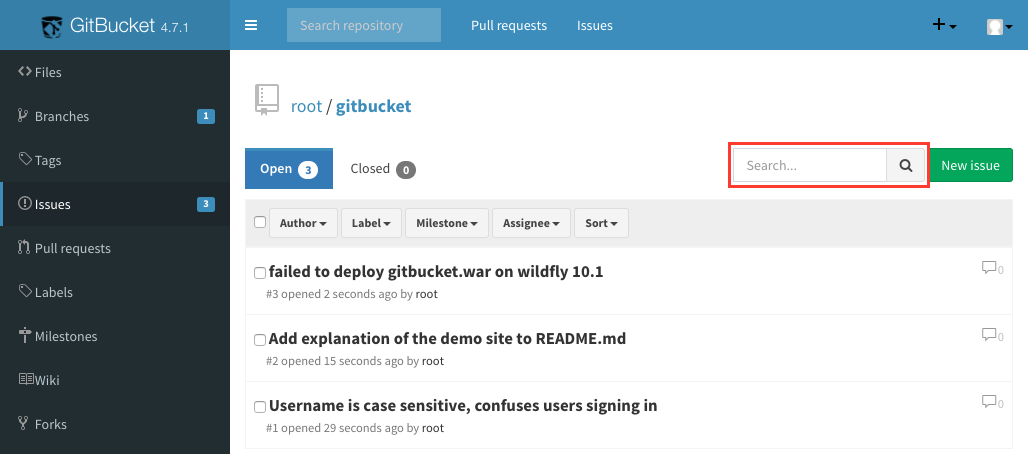 GitBucket 4.7.1
Search repository
Pull requests
Issues
Files
Branches 1
Tags
Issues 3
Pull requests
Labels
Milestones
Wiki
Forks
root / gitbucket
Open 3
Closed 0
Search...
New issue
Author
Label
Milestone
Assignee
Sort
failed to deploy gitbucket.war on wildfly 10.1
0
#3 opened 2 seconds ago by root
Add explanation of the demo site to README.md
0
#2 opened 15 seconds ago by root
Username is case sensitive, confuses users signing in
0
#1 opened 29 seconds ago by root